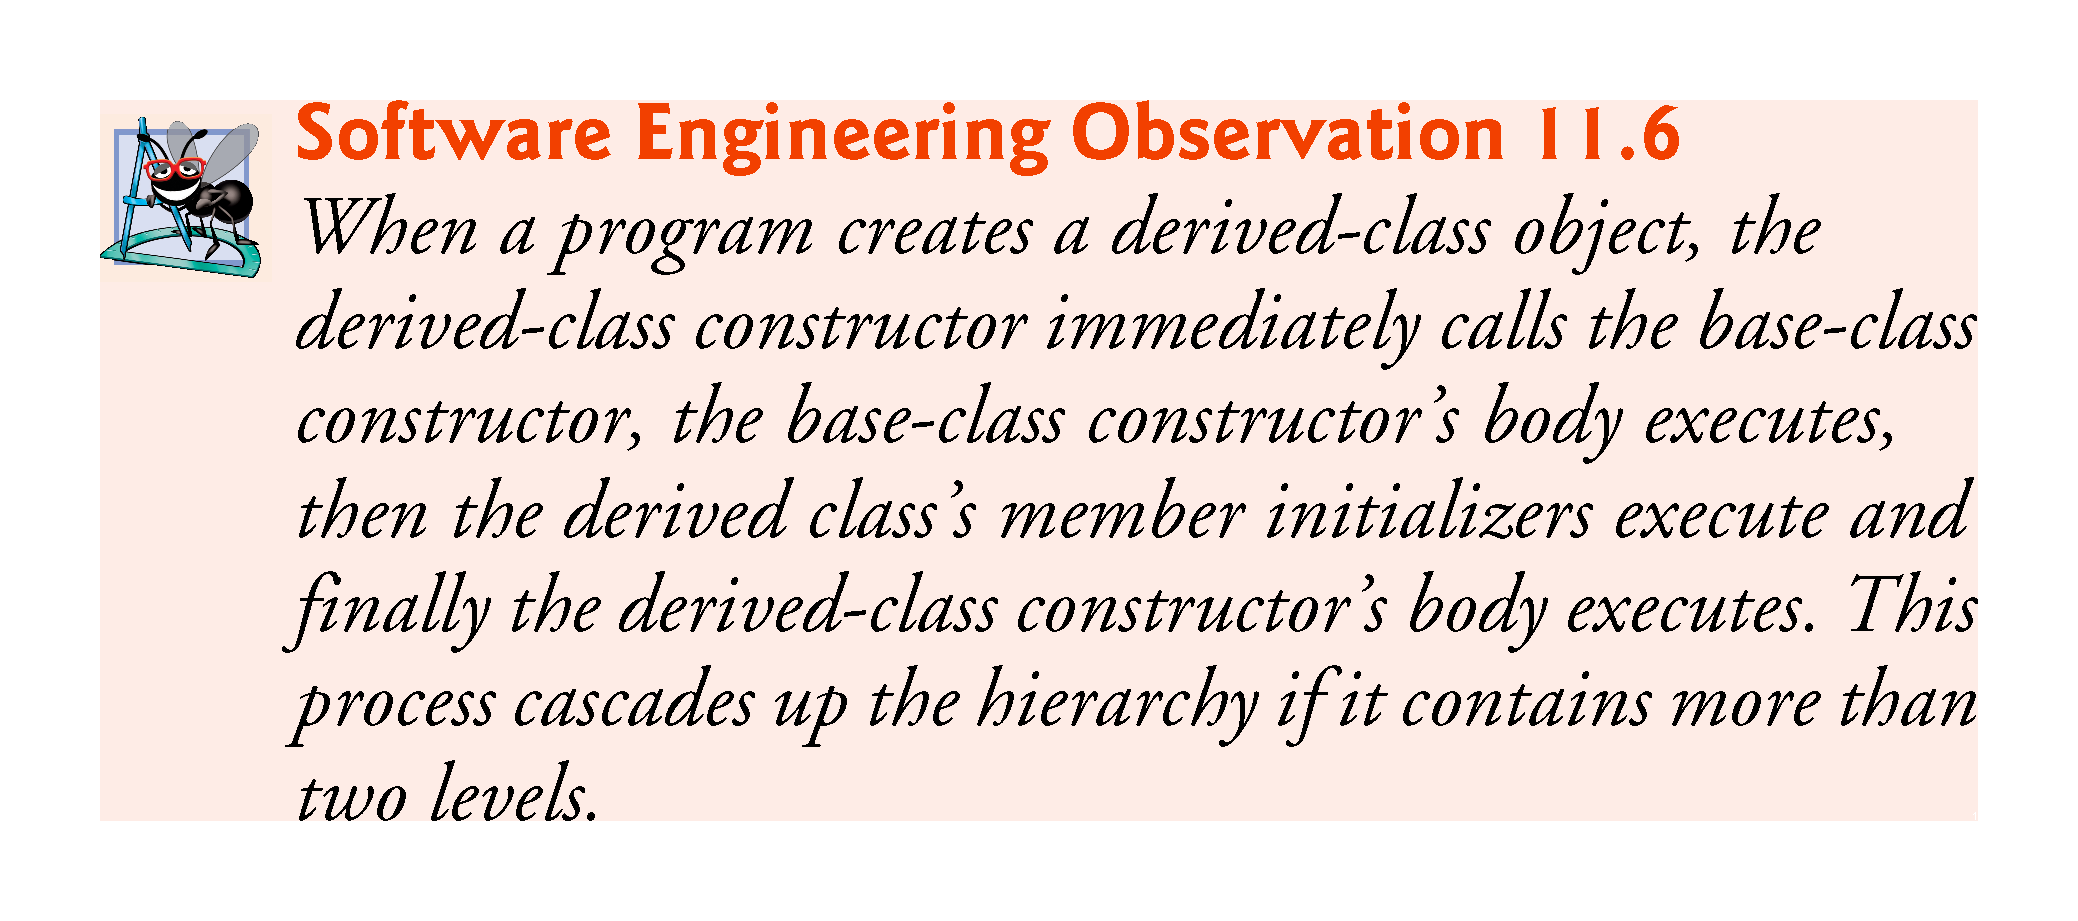 Software Engineering Observation 11.6
When a program creates a derived-class object, the
derived-class constructor immediately calls the base-class
constructor, the base-class constructor’s body executes,
then the derived class’s member initializers execute and
finally the derived-class constructor’s body executes. This
process cascades up the hierarchy if it contains more than
two levels.